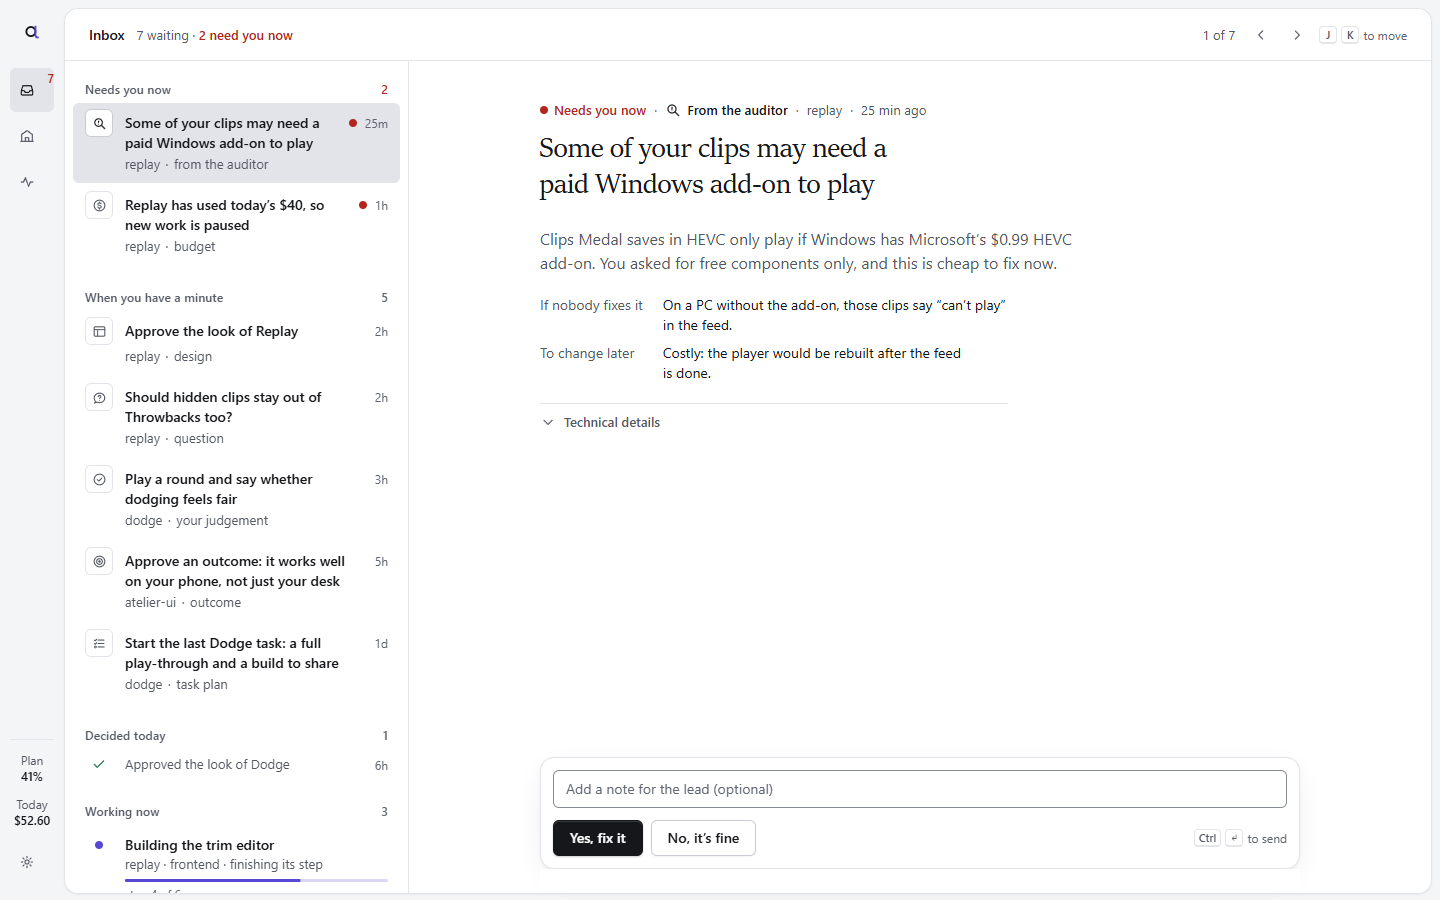 Inbox 7 waiting · 2 need you now
1 of 7 J K to move
7
Needs you now 2
Some of your clips may need a 25m
paid Windows add-on to play
replay · from the auditor
Replay has used today’s $40, so 1h
new work is paused
replay · budget
When you have a minute 5
Approve the look of Replay 2h
replay · design
Should hidden clips stay out of 2h
Throwbacks too?
replay · question
Play a round and say whether 3h
dodging feels fair
dodge · your judgement
Approve an outcome: it works well 5h
on your phone, not just your desk
atelier-ui · outcome
Start the last Dodge task: a full 1d
play-through and a build to share
dodge · task plan
Decided today 1
Approved the look of Dodge 6h
Working now 3
Building the trim editor
replay · frontend · finishing its step
Plan
41%
Today
$52.60
Needs you now · From the auditor · replay · 25 min ago
Some of your clips may need a
paid Windows add-on to play
Clips Medal saves in HEVC only play if Windows has Microsoft’s $0.99 HEVC
add-on. You asked for free components only, and this is cheap to fix now.
If nobody fixes it On a PC without the add-on, those clips say “can’t play”
in the feed.
To change later Costly: the player would be rebuilt after the feed
is done.
Technical details
Add a note for the lead (optional)
Yes, fix it No, it’s fine Ctrl ↵ to send